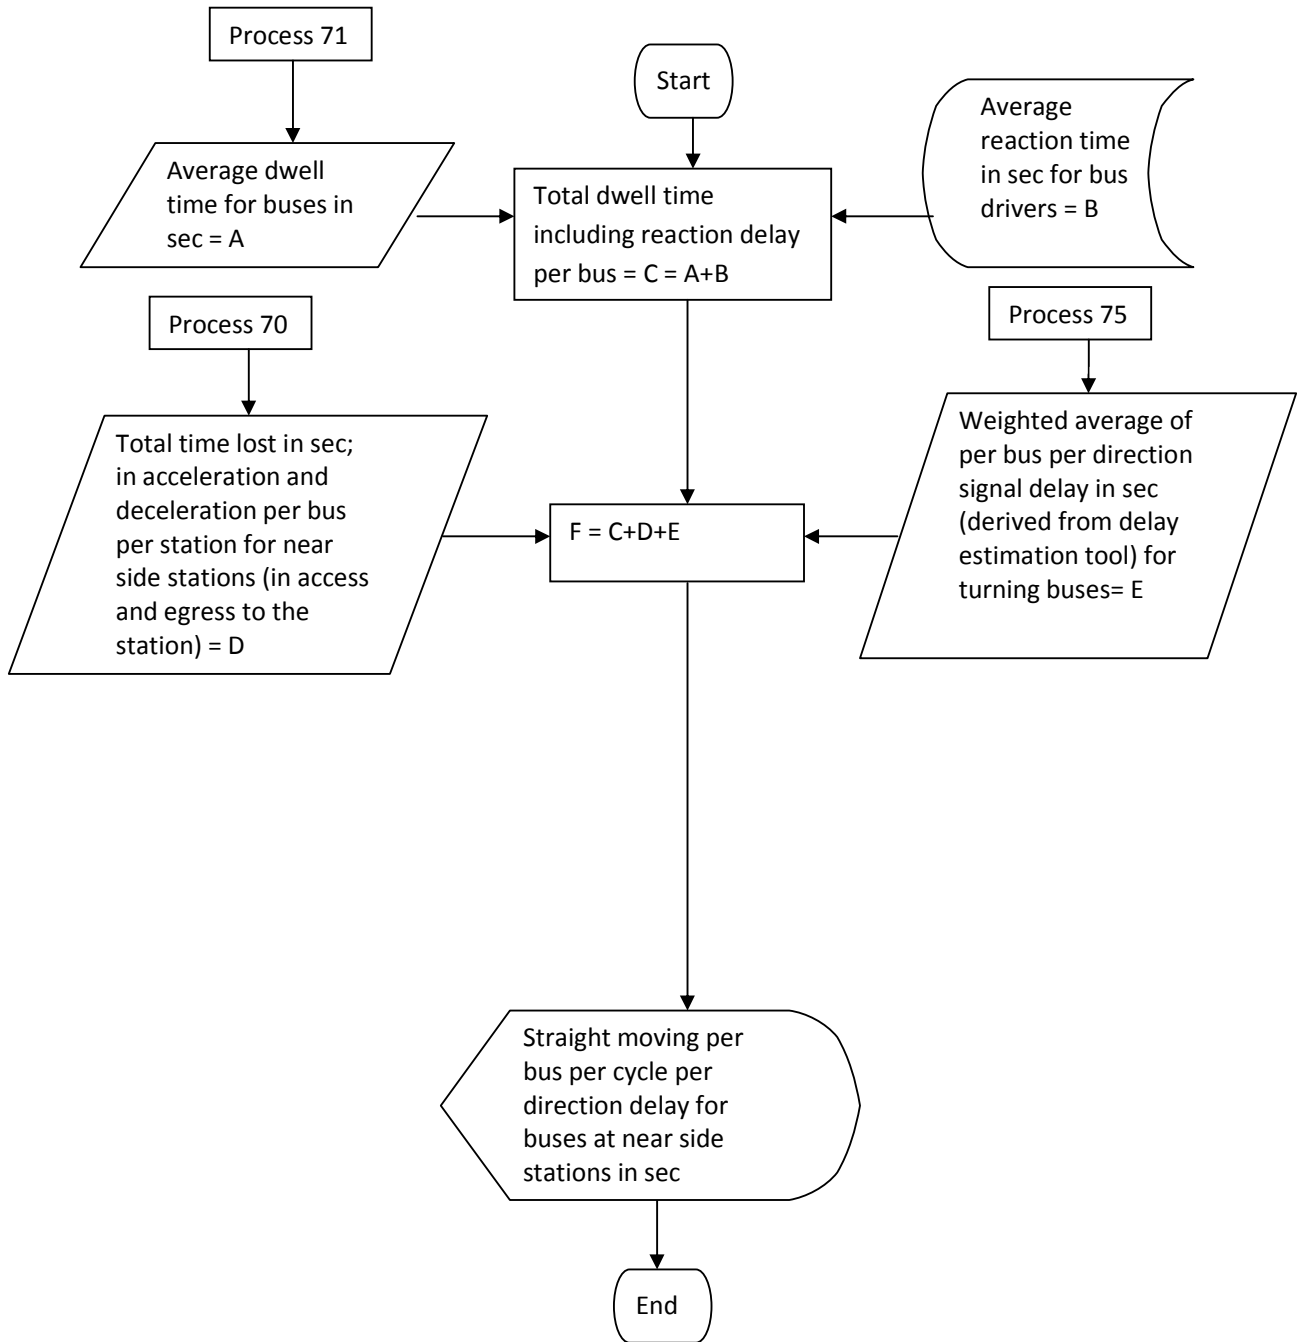 Process 71
Start
Average dwell
time for buses in
sec = A
Total dwell time
including reaction delay
per bus = C = A+B
Average
reaction time
in sec for bus
drivers = B
Process 70
Process 75
Total time lost in sec;
in acceleration and
deceleration per bus
per station for near
side stations (in access
and egress to the
station) = D
F = C+D+E
Weighted average of
per bus per direction
signal delay in sec
(derived from delay
estimation tool) for
turning buses= E
Straight moving per
bus per cycle per
direction delay for
buses at near side
stations in sec
End